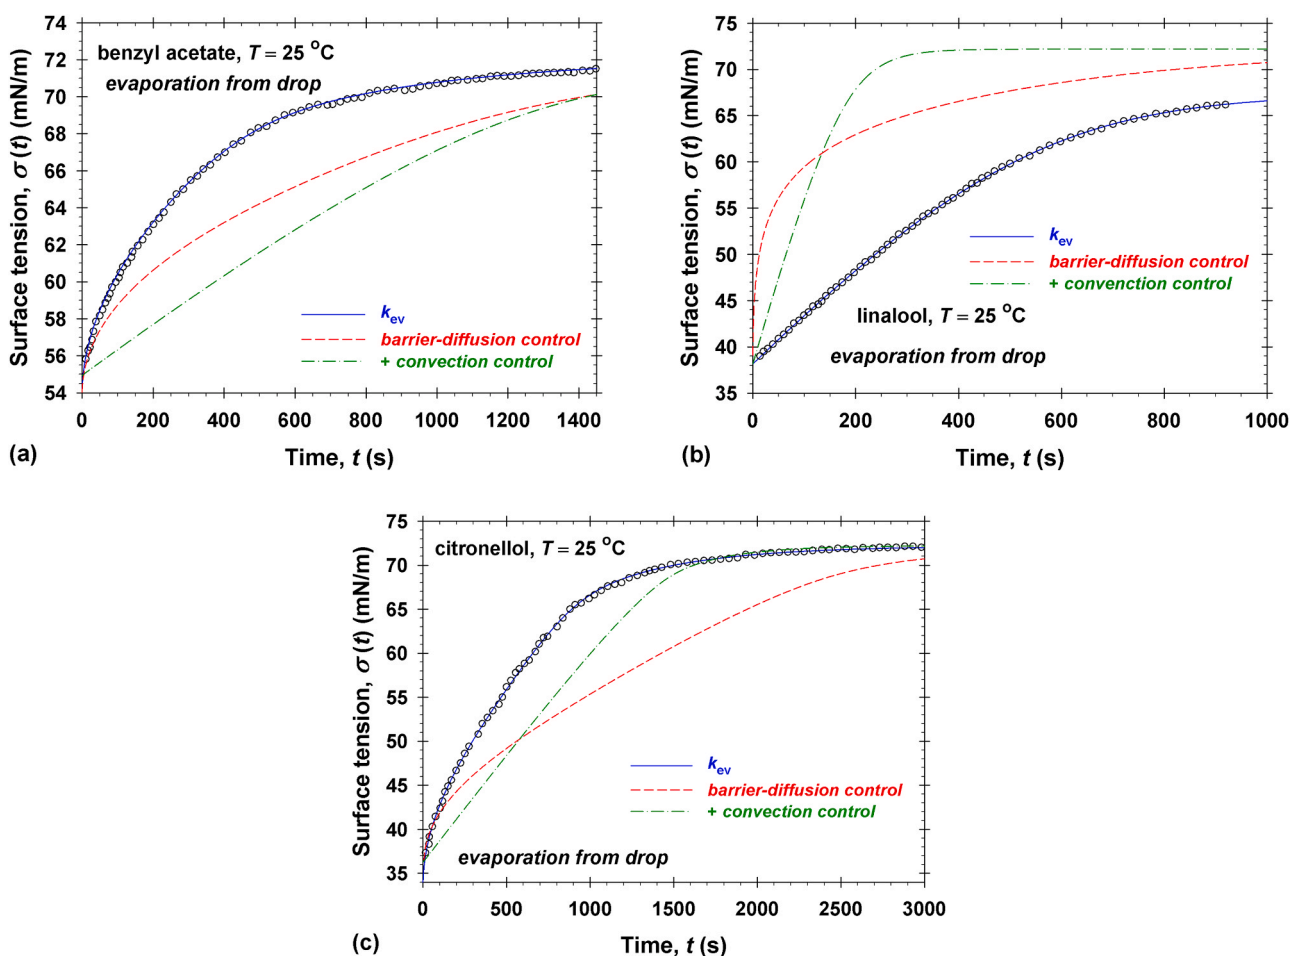 74
72
70
68
66
64
62
60
58
56
54
Surface tension, σ(t) (mN/m)
benzyl acetate, T = 25 °C
evaporation from drop
kev
barrier-diffusion control
+ convection control
0 200 400 600 800 1000 1200 1400
Time, t (s)
(a)
75
70
65
60
55
50
45
40
35
Surface tension, σ(t) (mN/m)
kev
barrier-diffusion control
+ convenction control
linalool, T = 25 °C
evaporation from drop
0 200 400 600 800 1000
Time, t (s)
(b)
75
70
65
60
55
50
45
40
35
Surface tension, σ(t) (mN/m)
citronellol, T = 25 °C
kev
barrier-diffusion control
+ convection control
evaporation from drop
0 500 1000 1500 2000 2500 3000
Time, t (s)
(c)